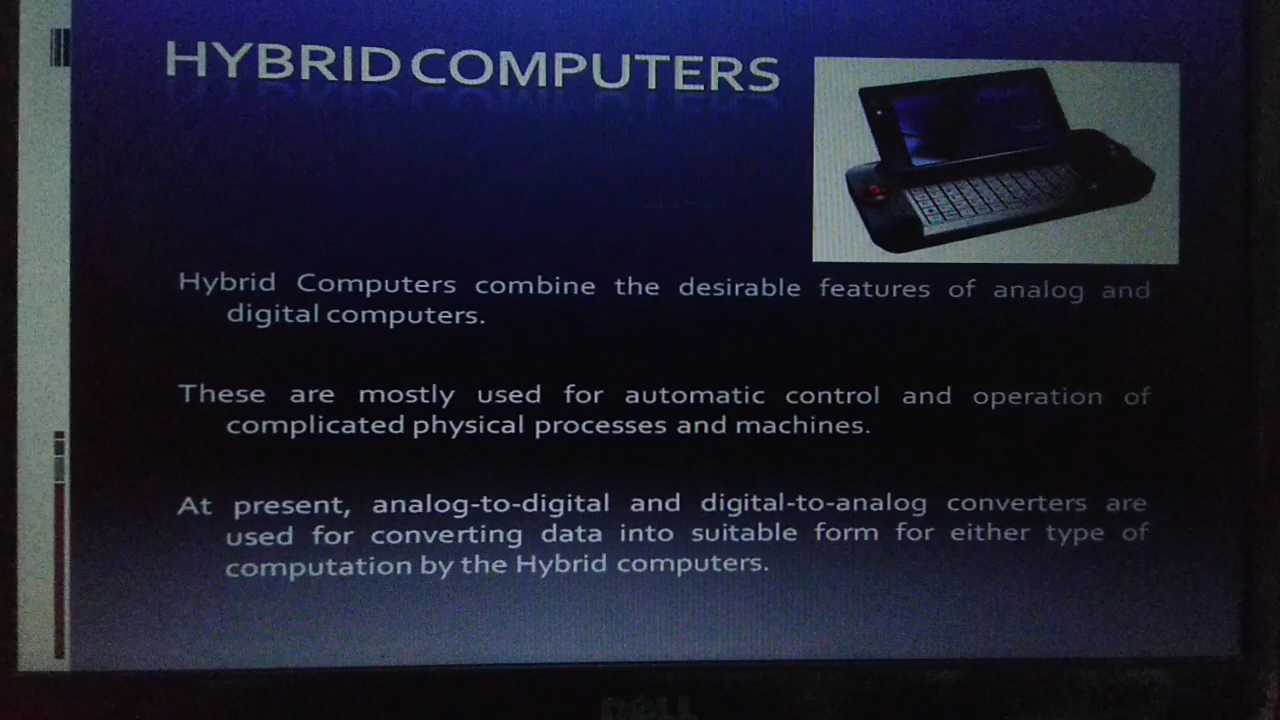 HYBRID COMPUTERS
Hybrid Computers combine the desirable features of analog and
digital computers.
These are mostly used for automatic control and operation of
complicated physical processes and machines.
At present, analog-to-digital and digital-to-analog converters are
used for converting data into suitable form for either type of
computation by the Hybrid computers.
DELL